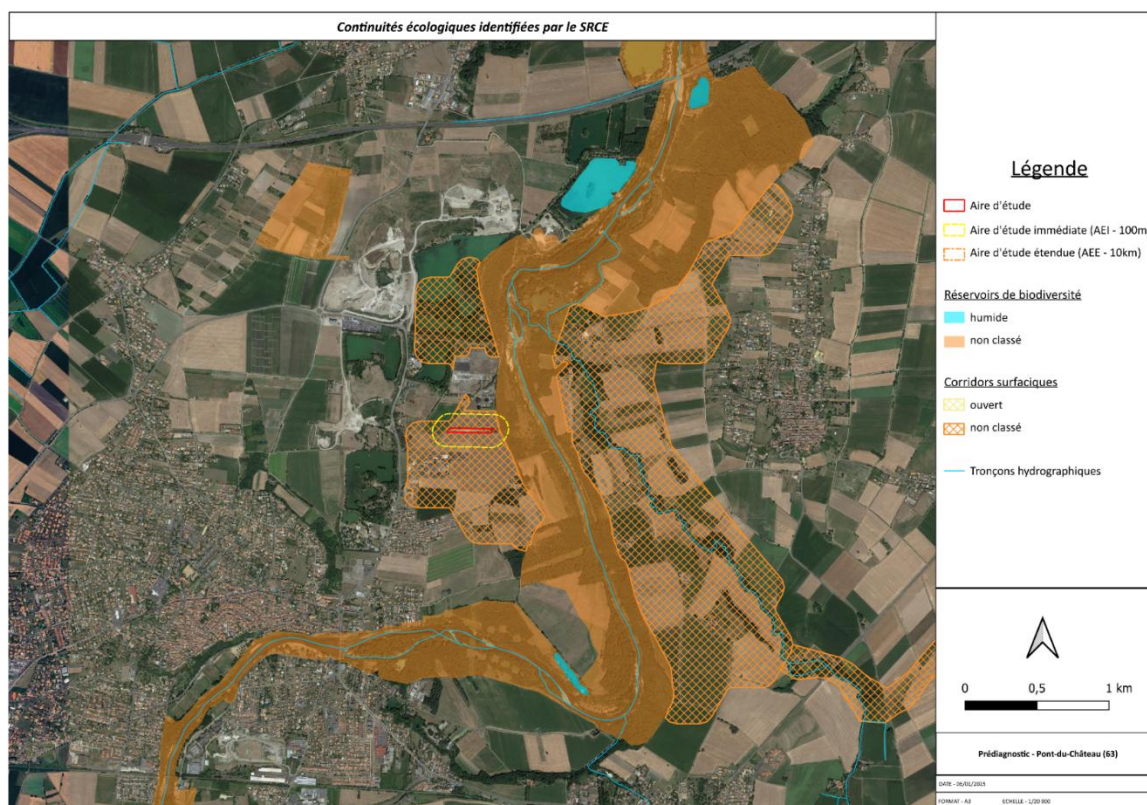 Continuités écologiques identifiées par le SRCE
Légende
Aire d'étude
Aire d'étude immédiate (AEI - 100m
Aire d'étude étendue (AEE - 10km)
Réservoirs de biodiversité
humide
non classé
Corridors surfaciques
ouvert
non classé
Tronçons hydrographiques
0 0,5 1 km
Prédiagnostic - Pont-du-Château (63)
DATE - 06/01/2025
FORMAT - A3 ECHELLE - 1/20 000